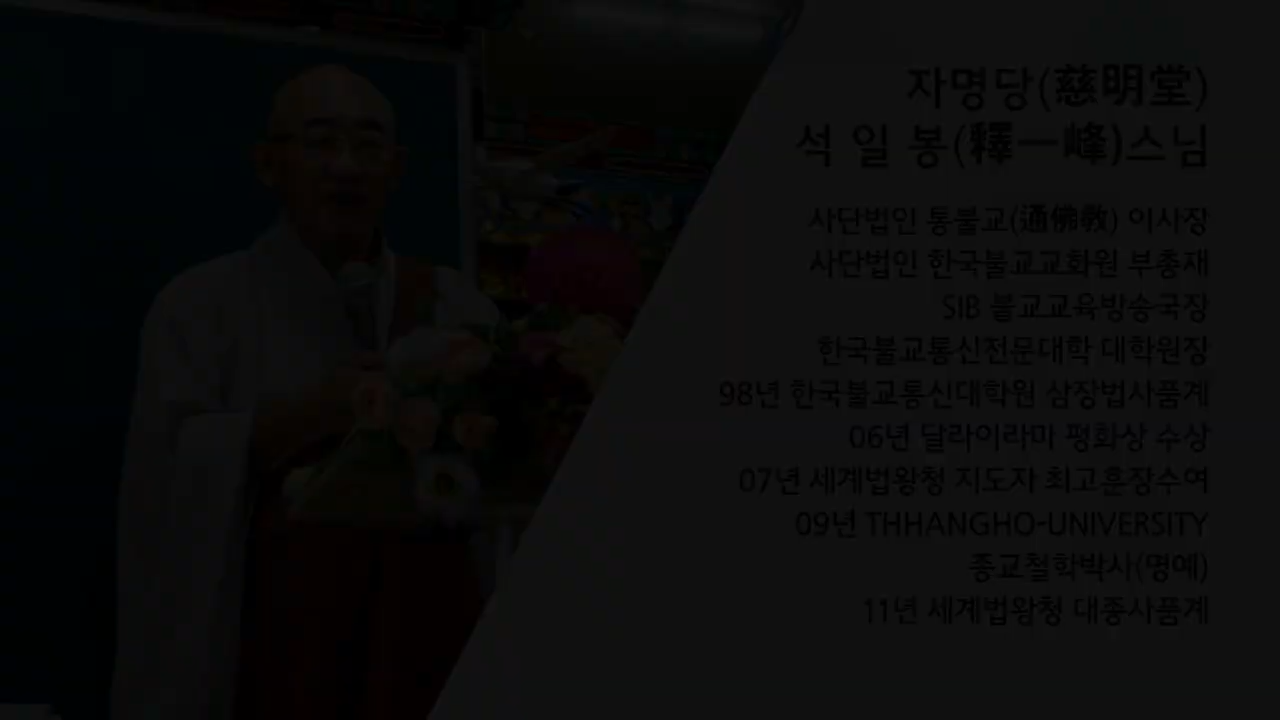 자명당(慈明堂)
석 일 봉(釋一峰)스님
사단법인 통불교(通佛敎) 이사장
사단법인 한국불교교화원 부총재
SIB 불교교육방송국장
한국불교통신전문대학 대학원장
98년 한국불교통신대학원 삼장법사품계
06년 달라이라마 평화상 수상
07년 세계법왕청 지도자 최고훈장수여
09년 THHANGHO-UNIVERSITY
종교철학박사(명예)
11년 세계법왕청 대종사품계